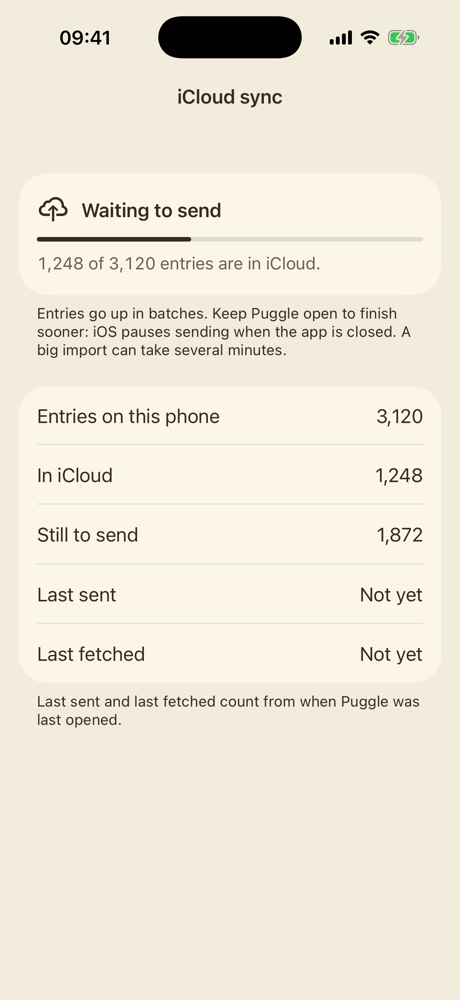 09:41
iCloud sync
Waiting to send
1,248 of 3,120 entries are in iCloud.
Entries go up in batches. Keep Puggle open to finish
sooner: iOS pauses sending when the app is closed. A
big import can take several minutes.
Entries on this phone 3,120
In iCloud 1,248
Still to send 1,872
Last sent Not yet
Last fetched Not yet
Last sent and last fetched count from when Puggle was
last opened.